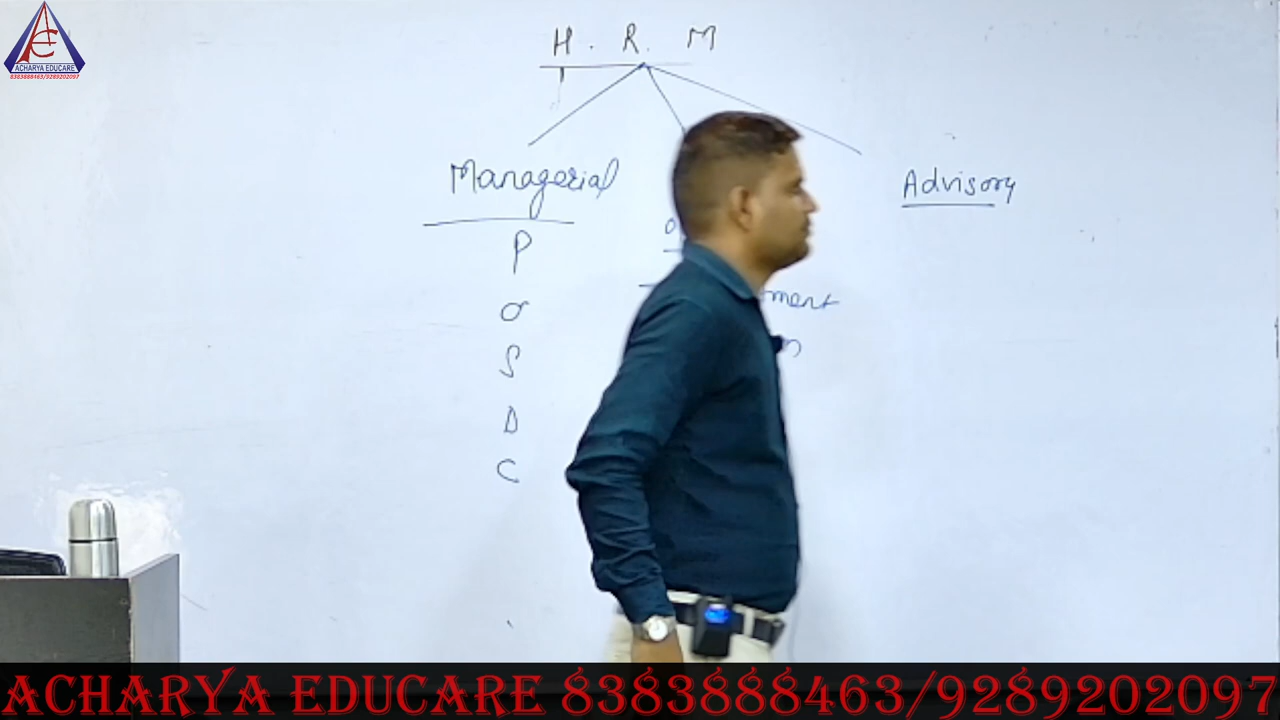 ACHARYA EDUCARE
8383888463/9289202097
H. R. M
Managerial
Advisory
P
O
S
D
C
ACHARYA EDUCARE 8383888463/9289202097